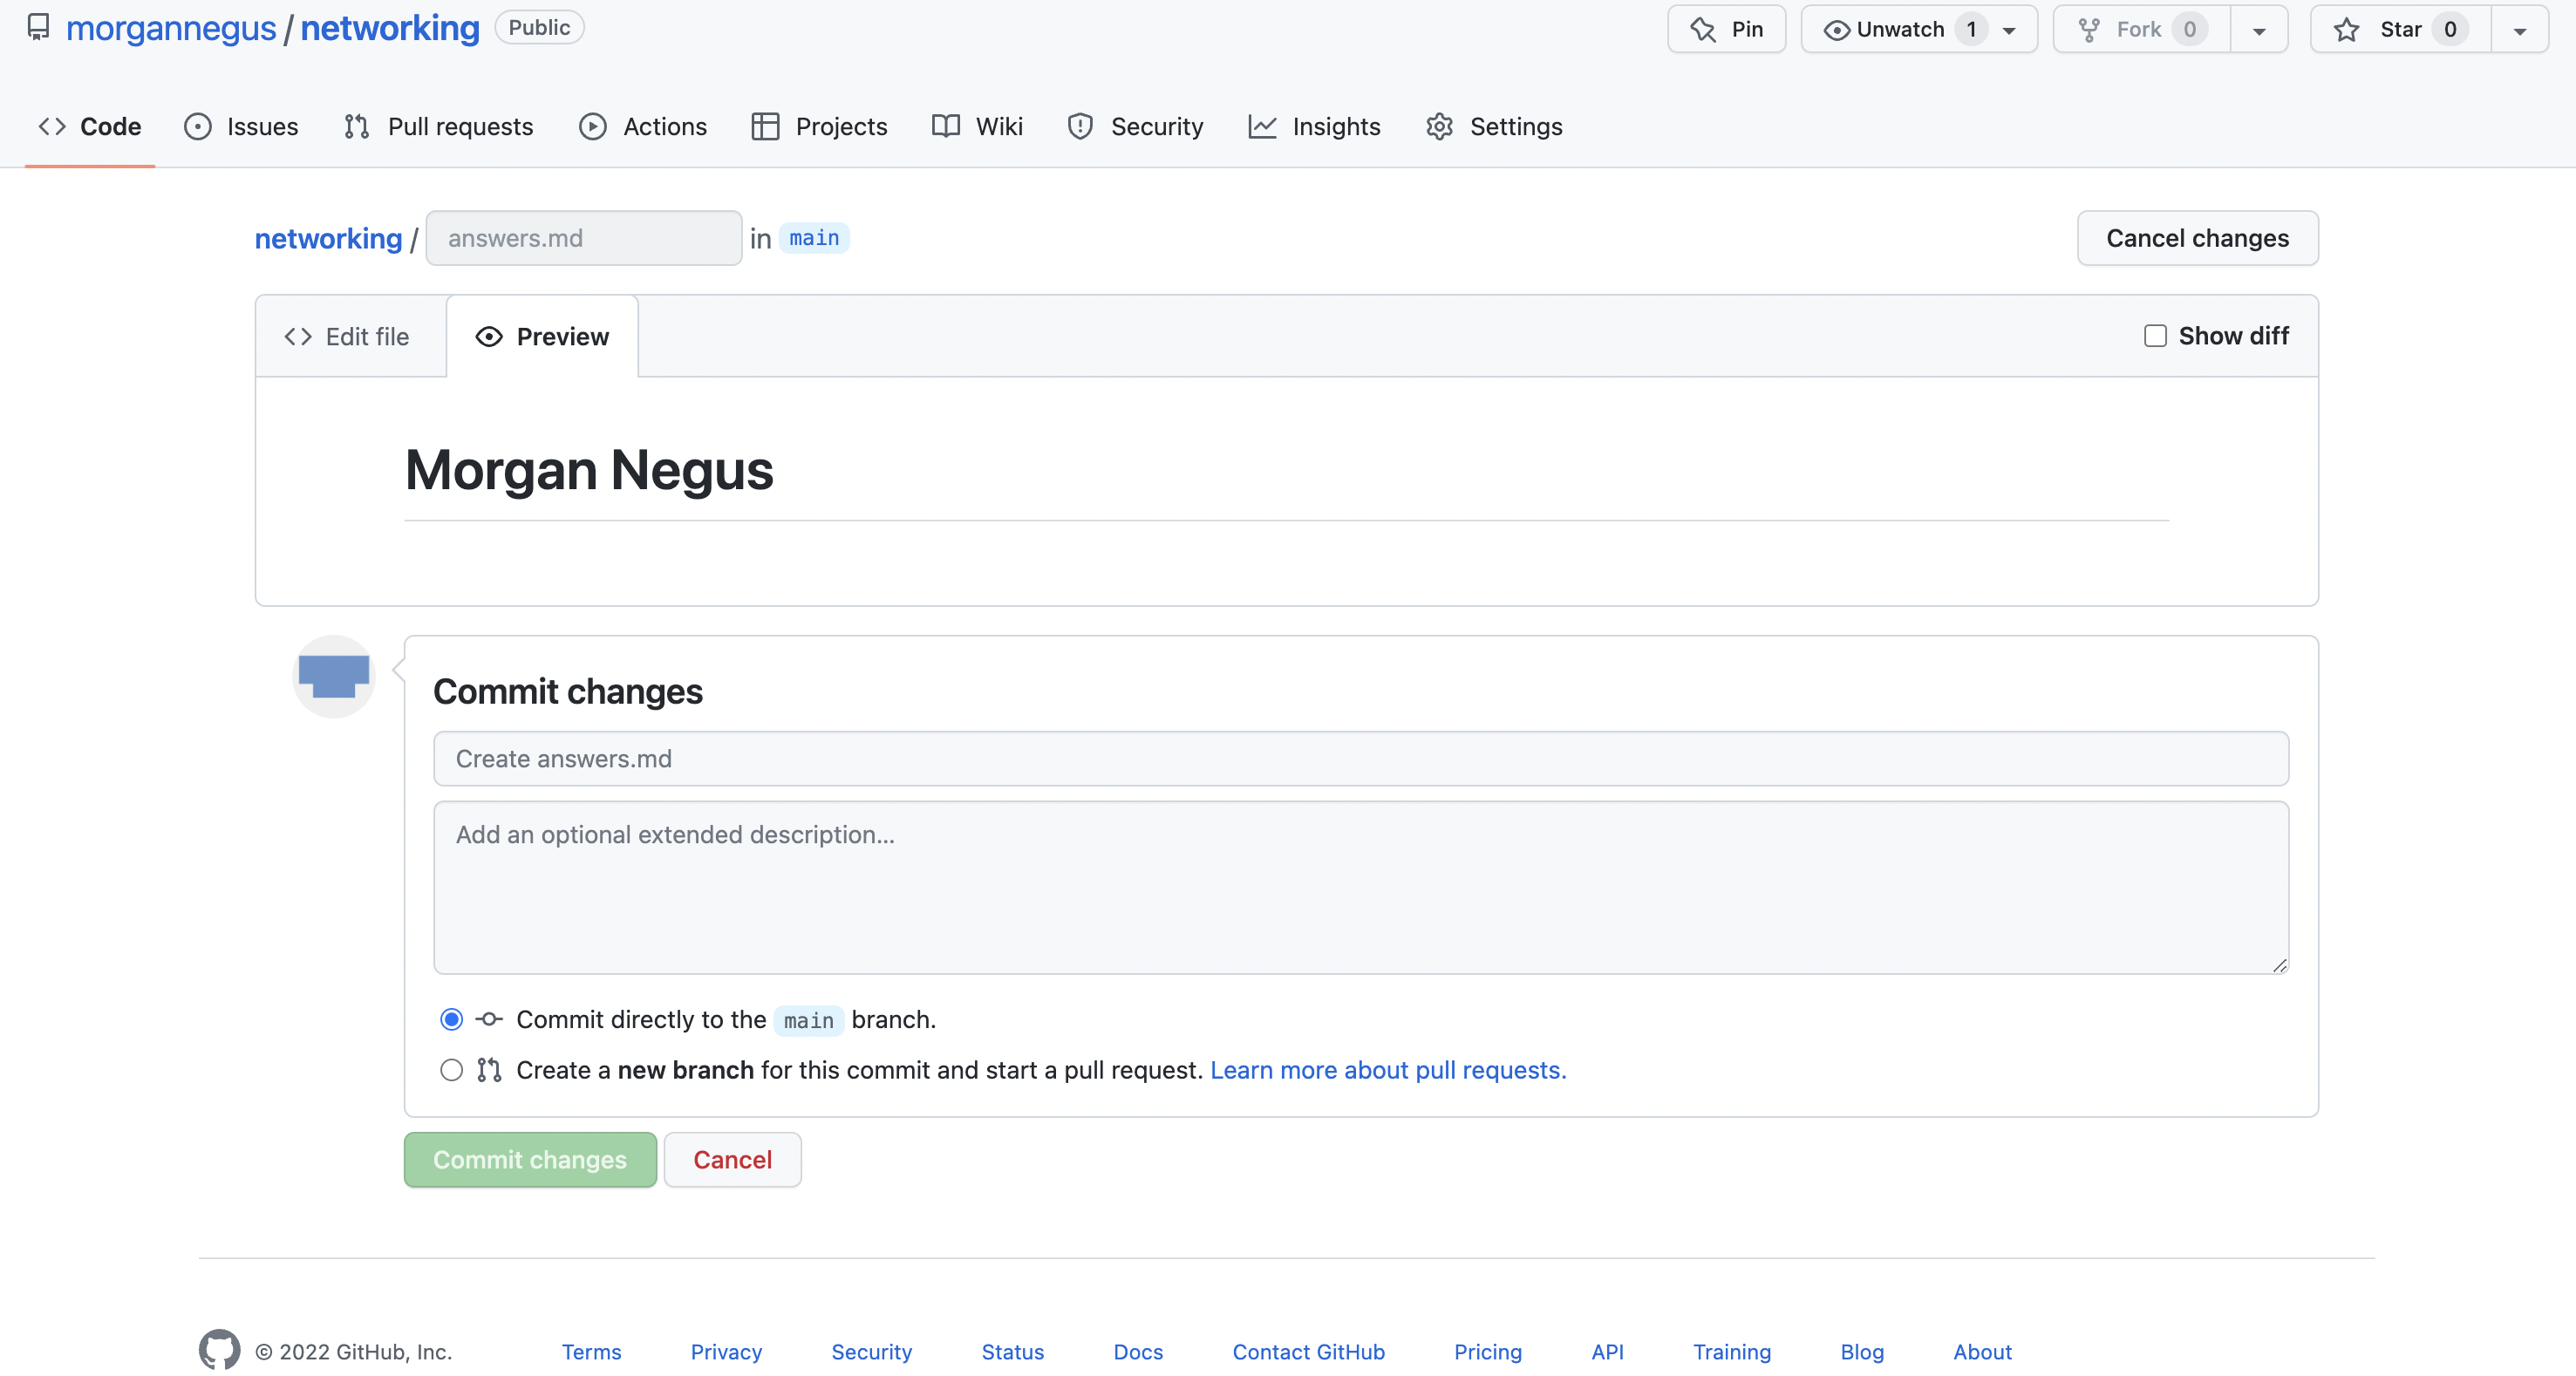 morgannegus / networking Public Pin Unwatch 1 Fork 0 Star 0
Code Issues Pull requests Actions Projects Wiki Security Insights Settings
networking / answers.md in main Cancel changes
Edit file Preview Show diff
Morgan Negus
Commit changes
Create answers.md
Add an optional extended description...
Commit directly to the main branch.
Create a new branch for this commit and start a pull request. Learn more about pull requests.
Commit changes Cancel
© 2022 GitHub, Inc. Terms Privacy Security Status Docs Contact GitHub Pricing API Training Blog About